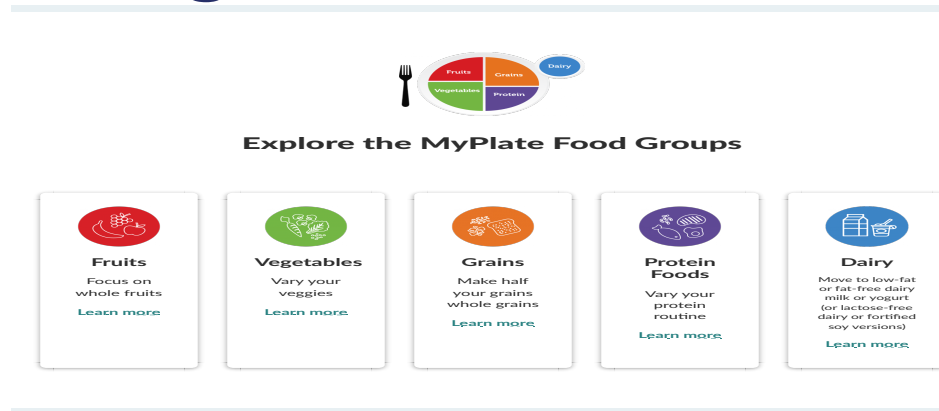 Fruits
Grains
Dairy
Vegetables
Protein
Explore the MyPlate Food Groups
Fruits
Focus on
whole fruits
Learn more
Vegetables
Vary your
veggies
Learn more
Grains
Make half
your grains
whole grains
Learn more
Protein
Foods
Vary your
protein
routine
Learn more
Dairy
Move to low-fat
or fat-free dairy
milk or yogurt
(or lactose-free
dairy or fortified
soy versions)
Learn more